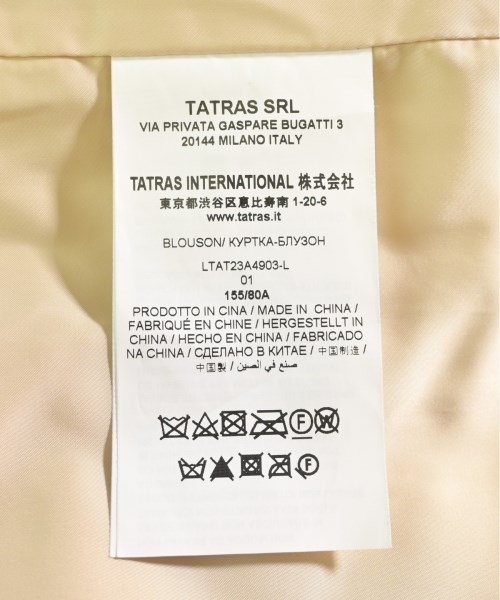 TATRAS SRL
VIA PRIVATA GASPARE BUGATTI 3
20144 MILANO ITALY
TATRAS INTERNATIONAL 株式会社
東京都渋谷区恵比寿南 1-20-6
www.tatras.it
BLOUSON/ КУРТКА-БЛУЗОН
LTAT23A4903-L
01
155/80A
PRODOTTO IN CINA / MADE IN CHINA /
FABRIQUÉ EN CHINE / HERGESTELLT IN
CHINA / HECHO EN CHINA / FABRICADO
NA CHINA / СДЕЛАНО В КИТАЕ / 中国制造 /
中国製 / صنع في الصين /
F W
F